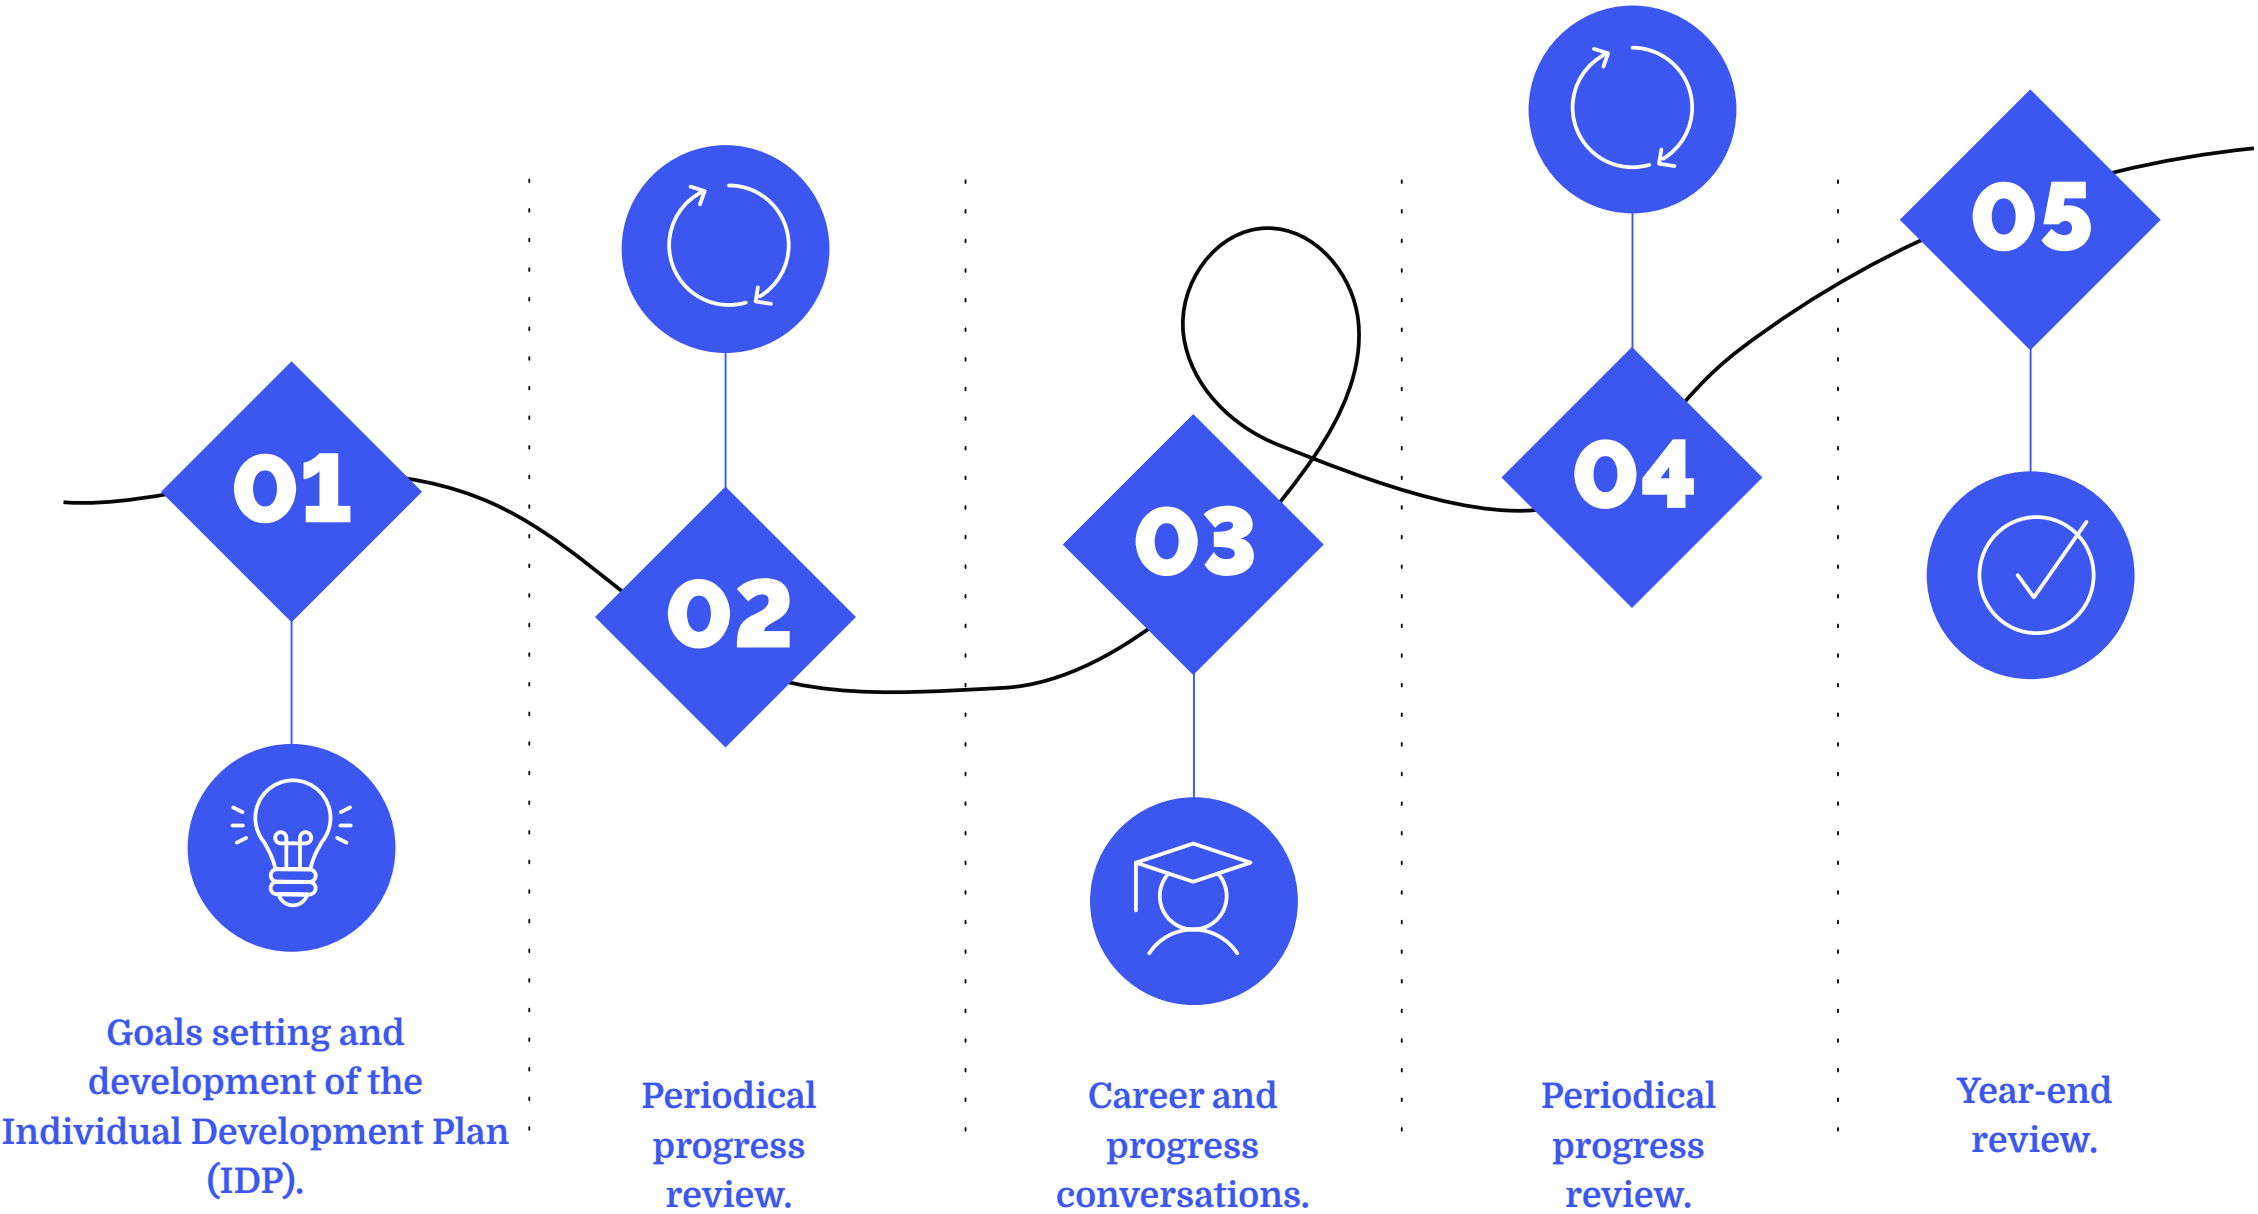 01
02
03
04
05
Goals setting and
development of the
Individual Development Plan
(IDP).
Periodical
progress
review.
Career and
progress
conversations.
Periodical
progress
review.
Year-end
review.